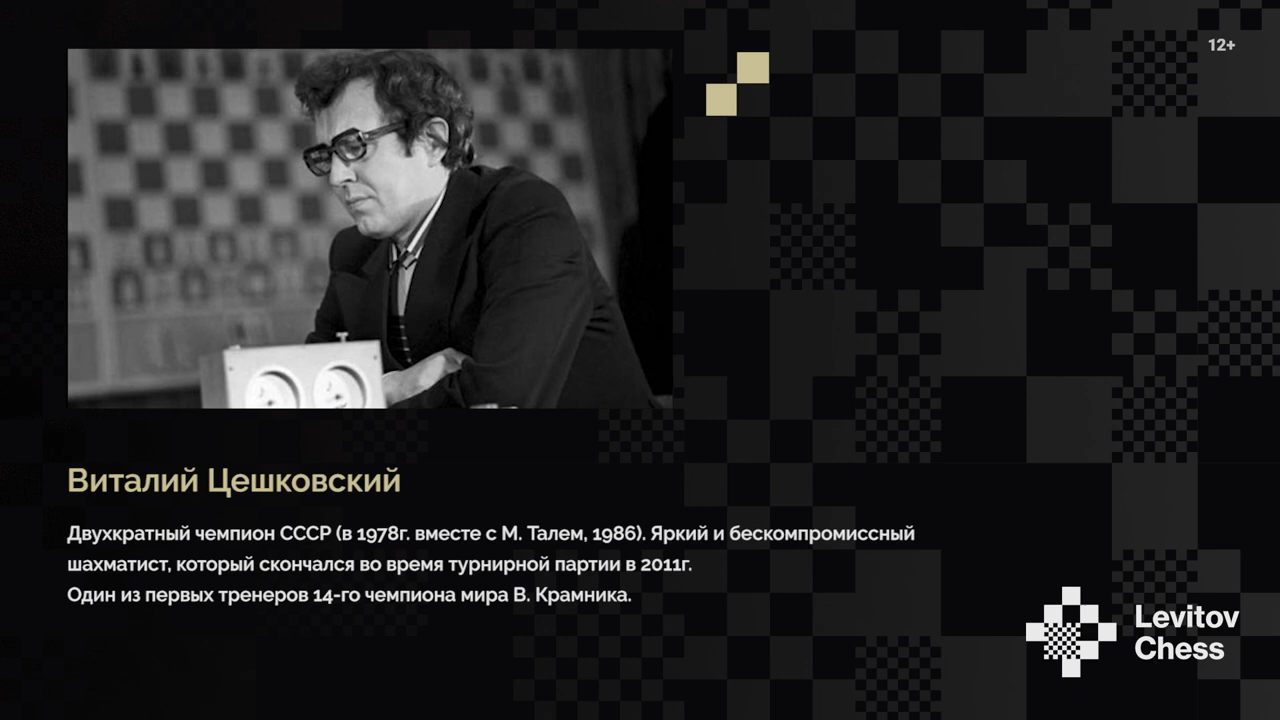 12+
Виталий Цешковский
Двухкратный чемпион СССР (в 1978г. вместе с М. Талем, 1986). Яркий и бескомпромиссный
шахматист, который скончался во время турнирной партии в 2011г.
Один из первых тренеров 14-го чемпиона мира В. Крамника.
Levitov
Chess